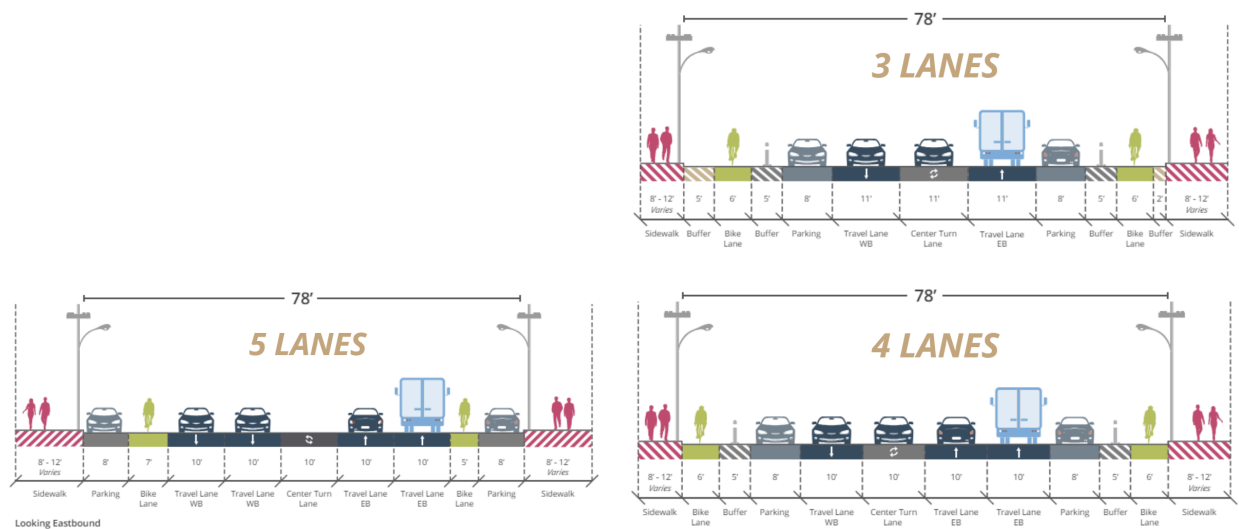 78’
3 LANES
8’ - 12’ 5’ 6’ 5’ 8’ 11’ 11’ 11’ 8’ 5’ 6’ 2’ 8’ - 12’
Varies Varies
Sidewalk Buffer Bike Buffer Parking Travel Lane Center Turn Travel Lane Parking Buffer Bike Buffer Sidewalk
Lane WB Lane EB Lane
78’
5 LANES
8’ - 12’ 8’ 7’ 10’ 10’ 10’ 10’ 10’ 5’ 8’ 8’ - 12’
Varies Varies
Sidewalk Parking Bike Travel Lane Travel Lane Center Turn Travel Lane Travel Lane Bike Parking Sidewalk
Lane WB WB Lane EB EB Lane
Looking Eastbound
78’
4 LANES
8’ - 12’ 6’ 5’ 8’ 10’ 10’ 10’ 10’ 8’ 5’ 6’ 8’ - 12’
Varies Varies
Sidewalk Bike Buffer Parking Travel Lane Center Turn Travel Lane Travel Lane Parking Buffer Bike Sidewalk
Lane WB Lane EB EB Lane